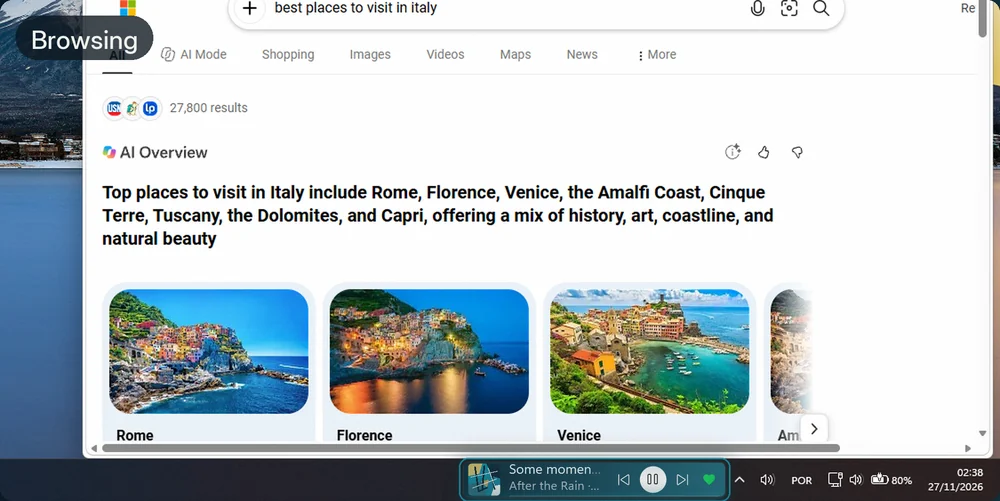 best places to visit in italy
Re
Browsing
All
AI Mode
Shopping
Images
Videos
Maps
News
More
USN
Lp
27,800 results
AI Overview
Top places to visit in Italy include Rome, Florence, Venice, the Amalfi Coast, Cinque
Terre, Tuscany, the Dolomites, and Capri, offering a mix of history, art, coastline, and
natural beauty
Rome
Florence
Venice
Am
Some momen...
After the Rain ·...
POR
80%
02:38
27/11/2026